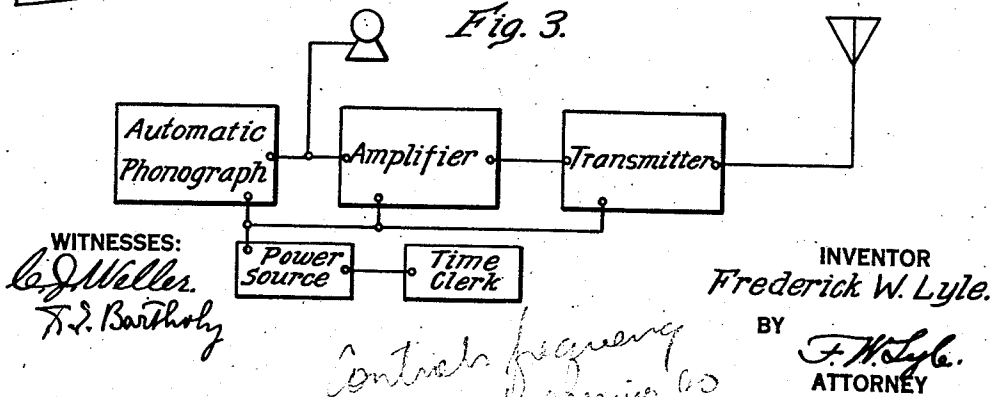 Fig. 3.
Automatic
Phonograph
Amplifier
Transmitter
Power
Source
Time
Clerk
WITNESSES:
C. J. Weller.
INVENTOR
Frederick W. Lyle.
BY
F. W. Lyle.
ATTORNEY
Controls frequency